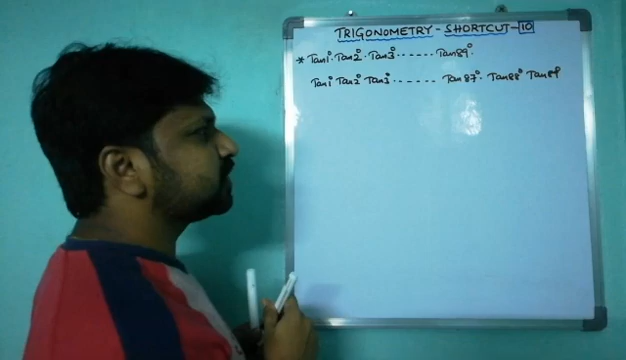 TRIGONOMETRY - SHORTCUT - 10
* Tan1°. Tan2°. Tan3° ...... Tan89°.
Tan1° Tan2° Tan3° ...... Tan87°. Tan88° Tan89°